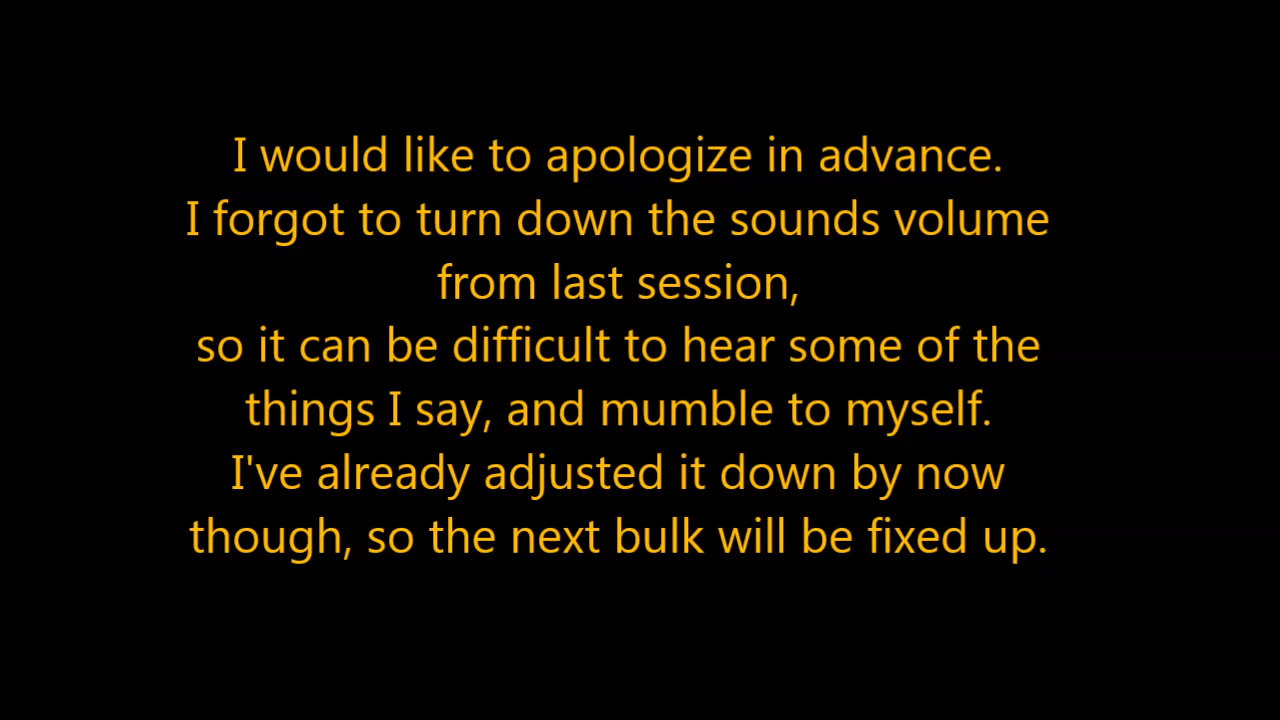 I would like to apologize in advance.
I forgot to turn down the sounds volume
from last session,
so it can be difficult to hear some of the
things I say, and mumble to myself.
I've already adjusted it down by now
though, so the next bulk will be fixed up.